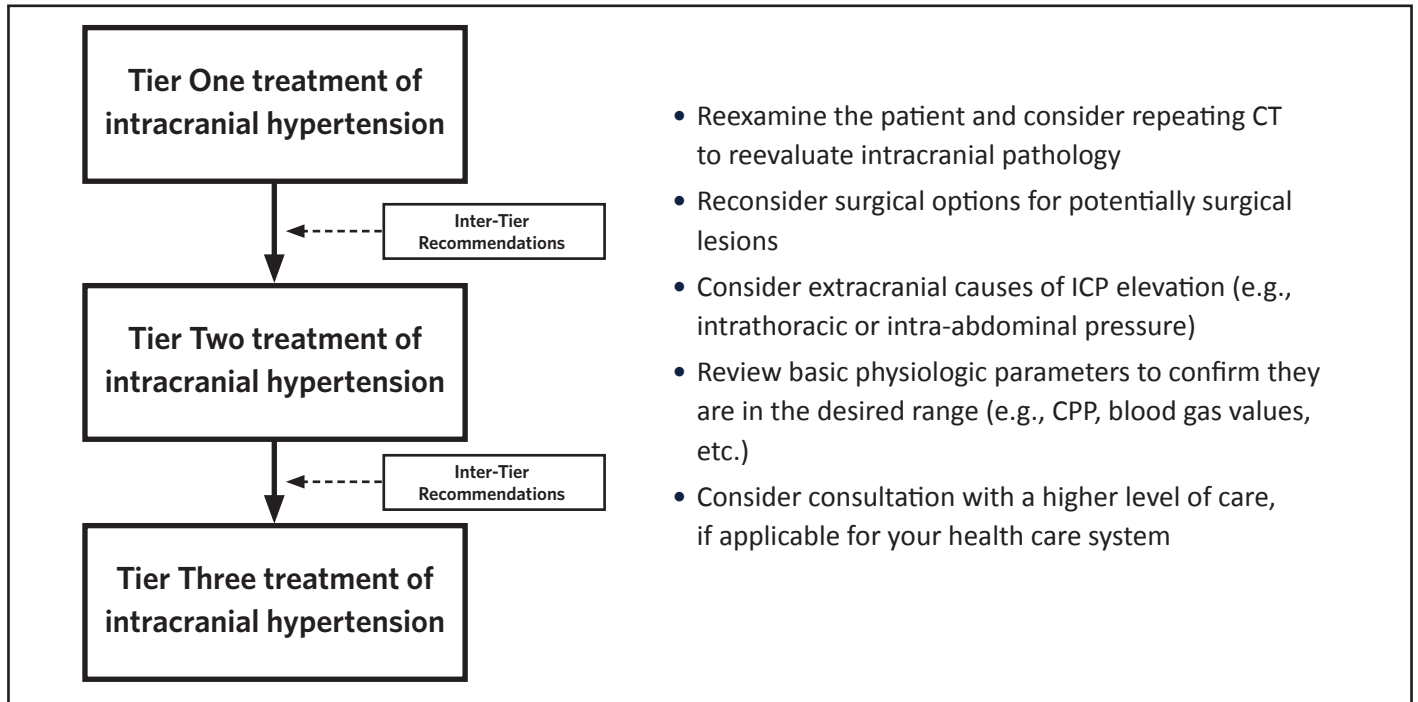 Tier One treatment of
intracranial hypertension
Inter-Tier
Recommendations
Tier Two treatment of
intracranial hypertension
Inter-Tier
Recommendations
Tier Three treatment of
intracranial hypertension
• Reexamine the patient and consider repeating CT
to reevaluate intracranial pathology
• Reconsider surgical options for potentially surgical
lesions
• Consider extracranial causes of ICP elevation (e.g.,
intrathoracic or intra-abdominal pressure)
• Review basic physiologic parameters to confirm they
are in the desired range (e.g., CPP, blood gas values,
etc.)
• Consider consultation with a higher level of care,
if applicable for your health care system